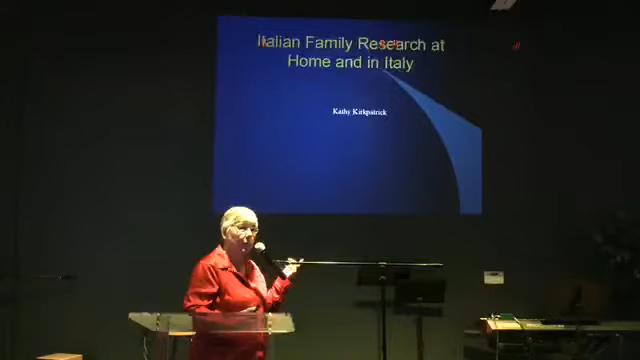 Italian Family Research at
Home and in Italy
Kathy Kirkpatrick